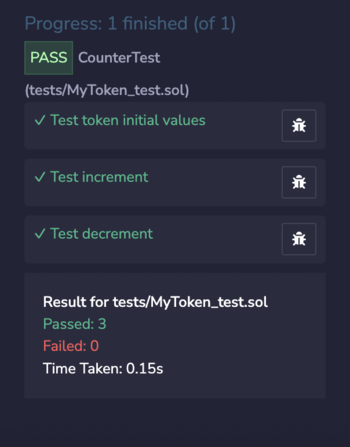 Progress: 1 finished (of 1)
PASS CounterTest
(tests/MyToken_test.sol)
✓ Test token initial values
✓ Test increment
✓ Test decrement
Result for tests/MyToken_test.sol
Passed: 3
Failed: 0
Time Taken: 0.15s